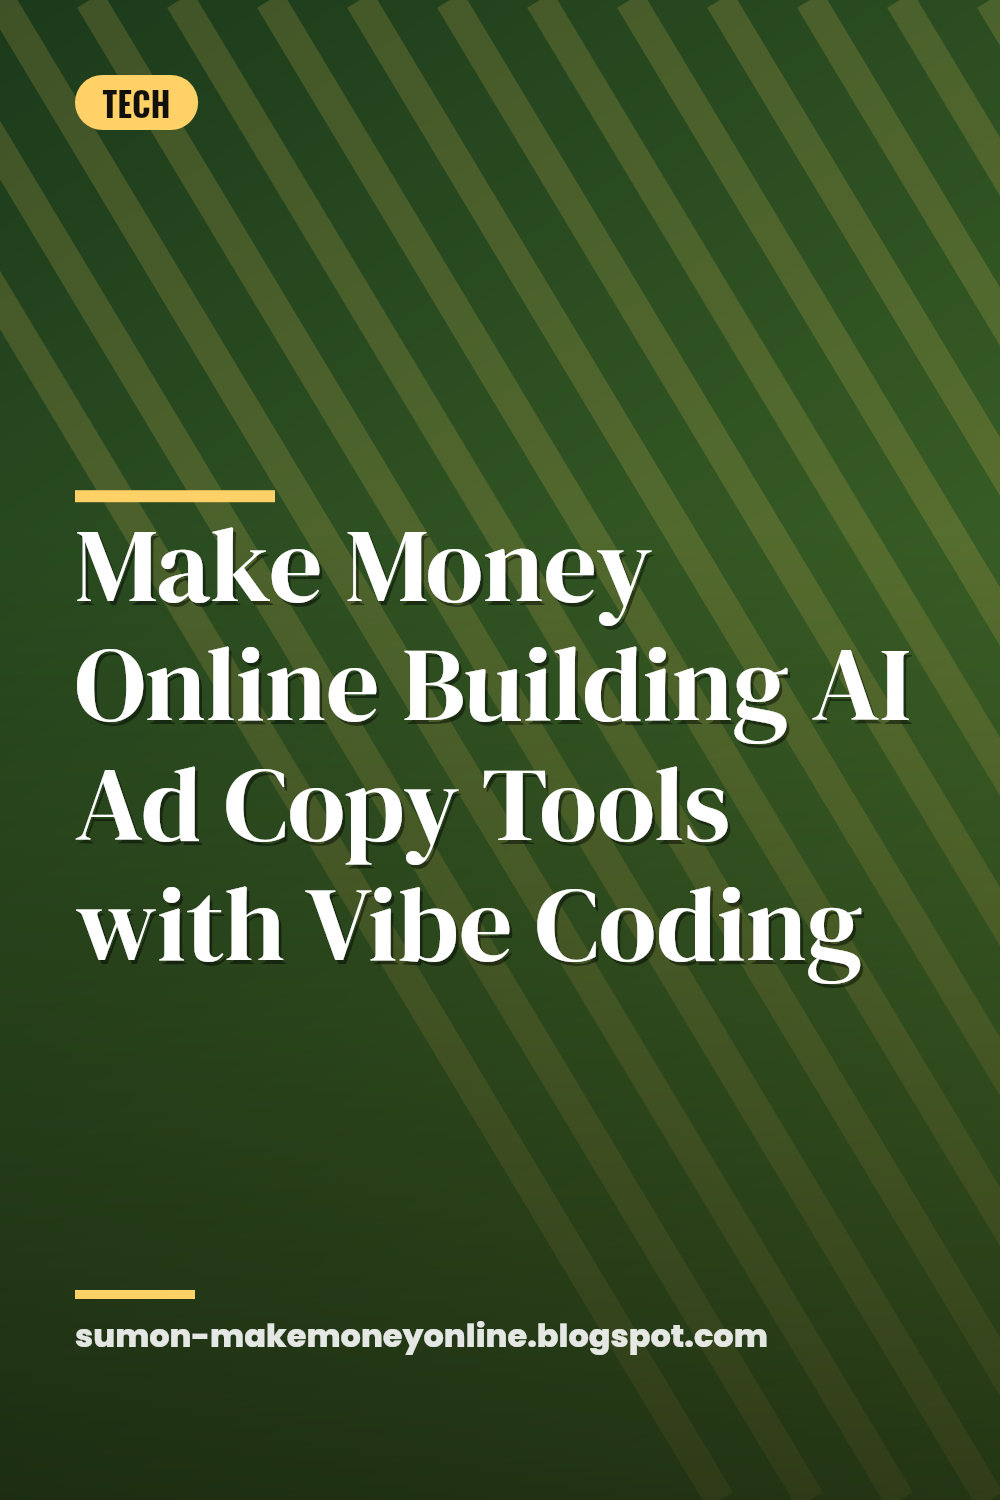 TECH
Make Money
Online Building AI
Ad Copy Tools
with Vibe Coding
sumon-makemoneyonline.blogspot.com